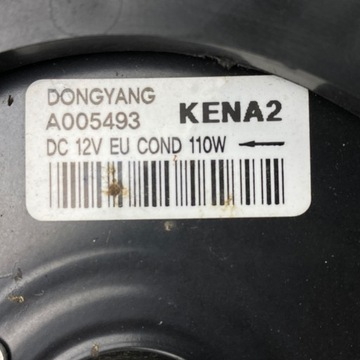 DONGYANG
A005493 KENA2
DC 12V EU COND 110W ←